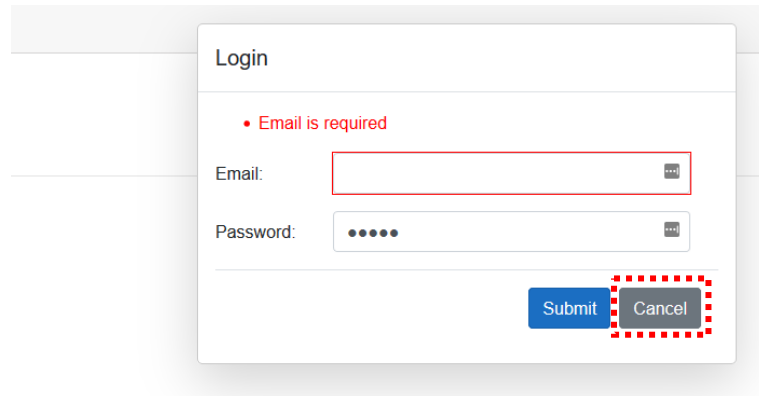 Login
• Email is required
Email:
Password: •••••
Submit Cancel